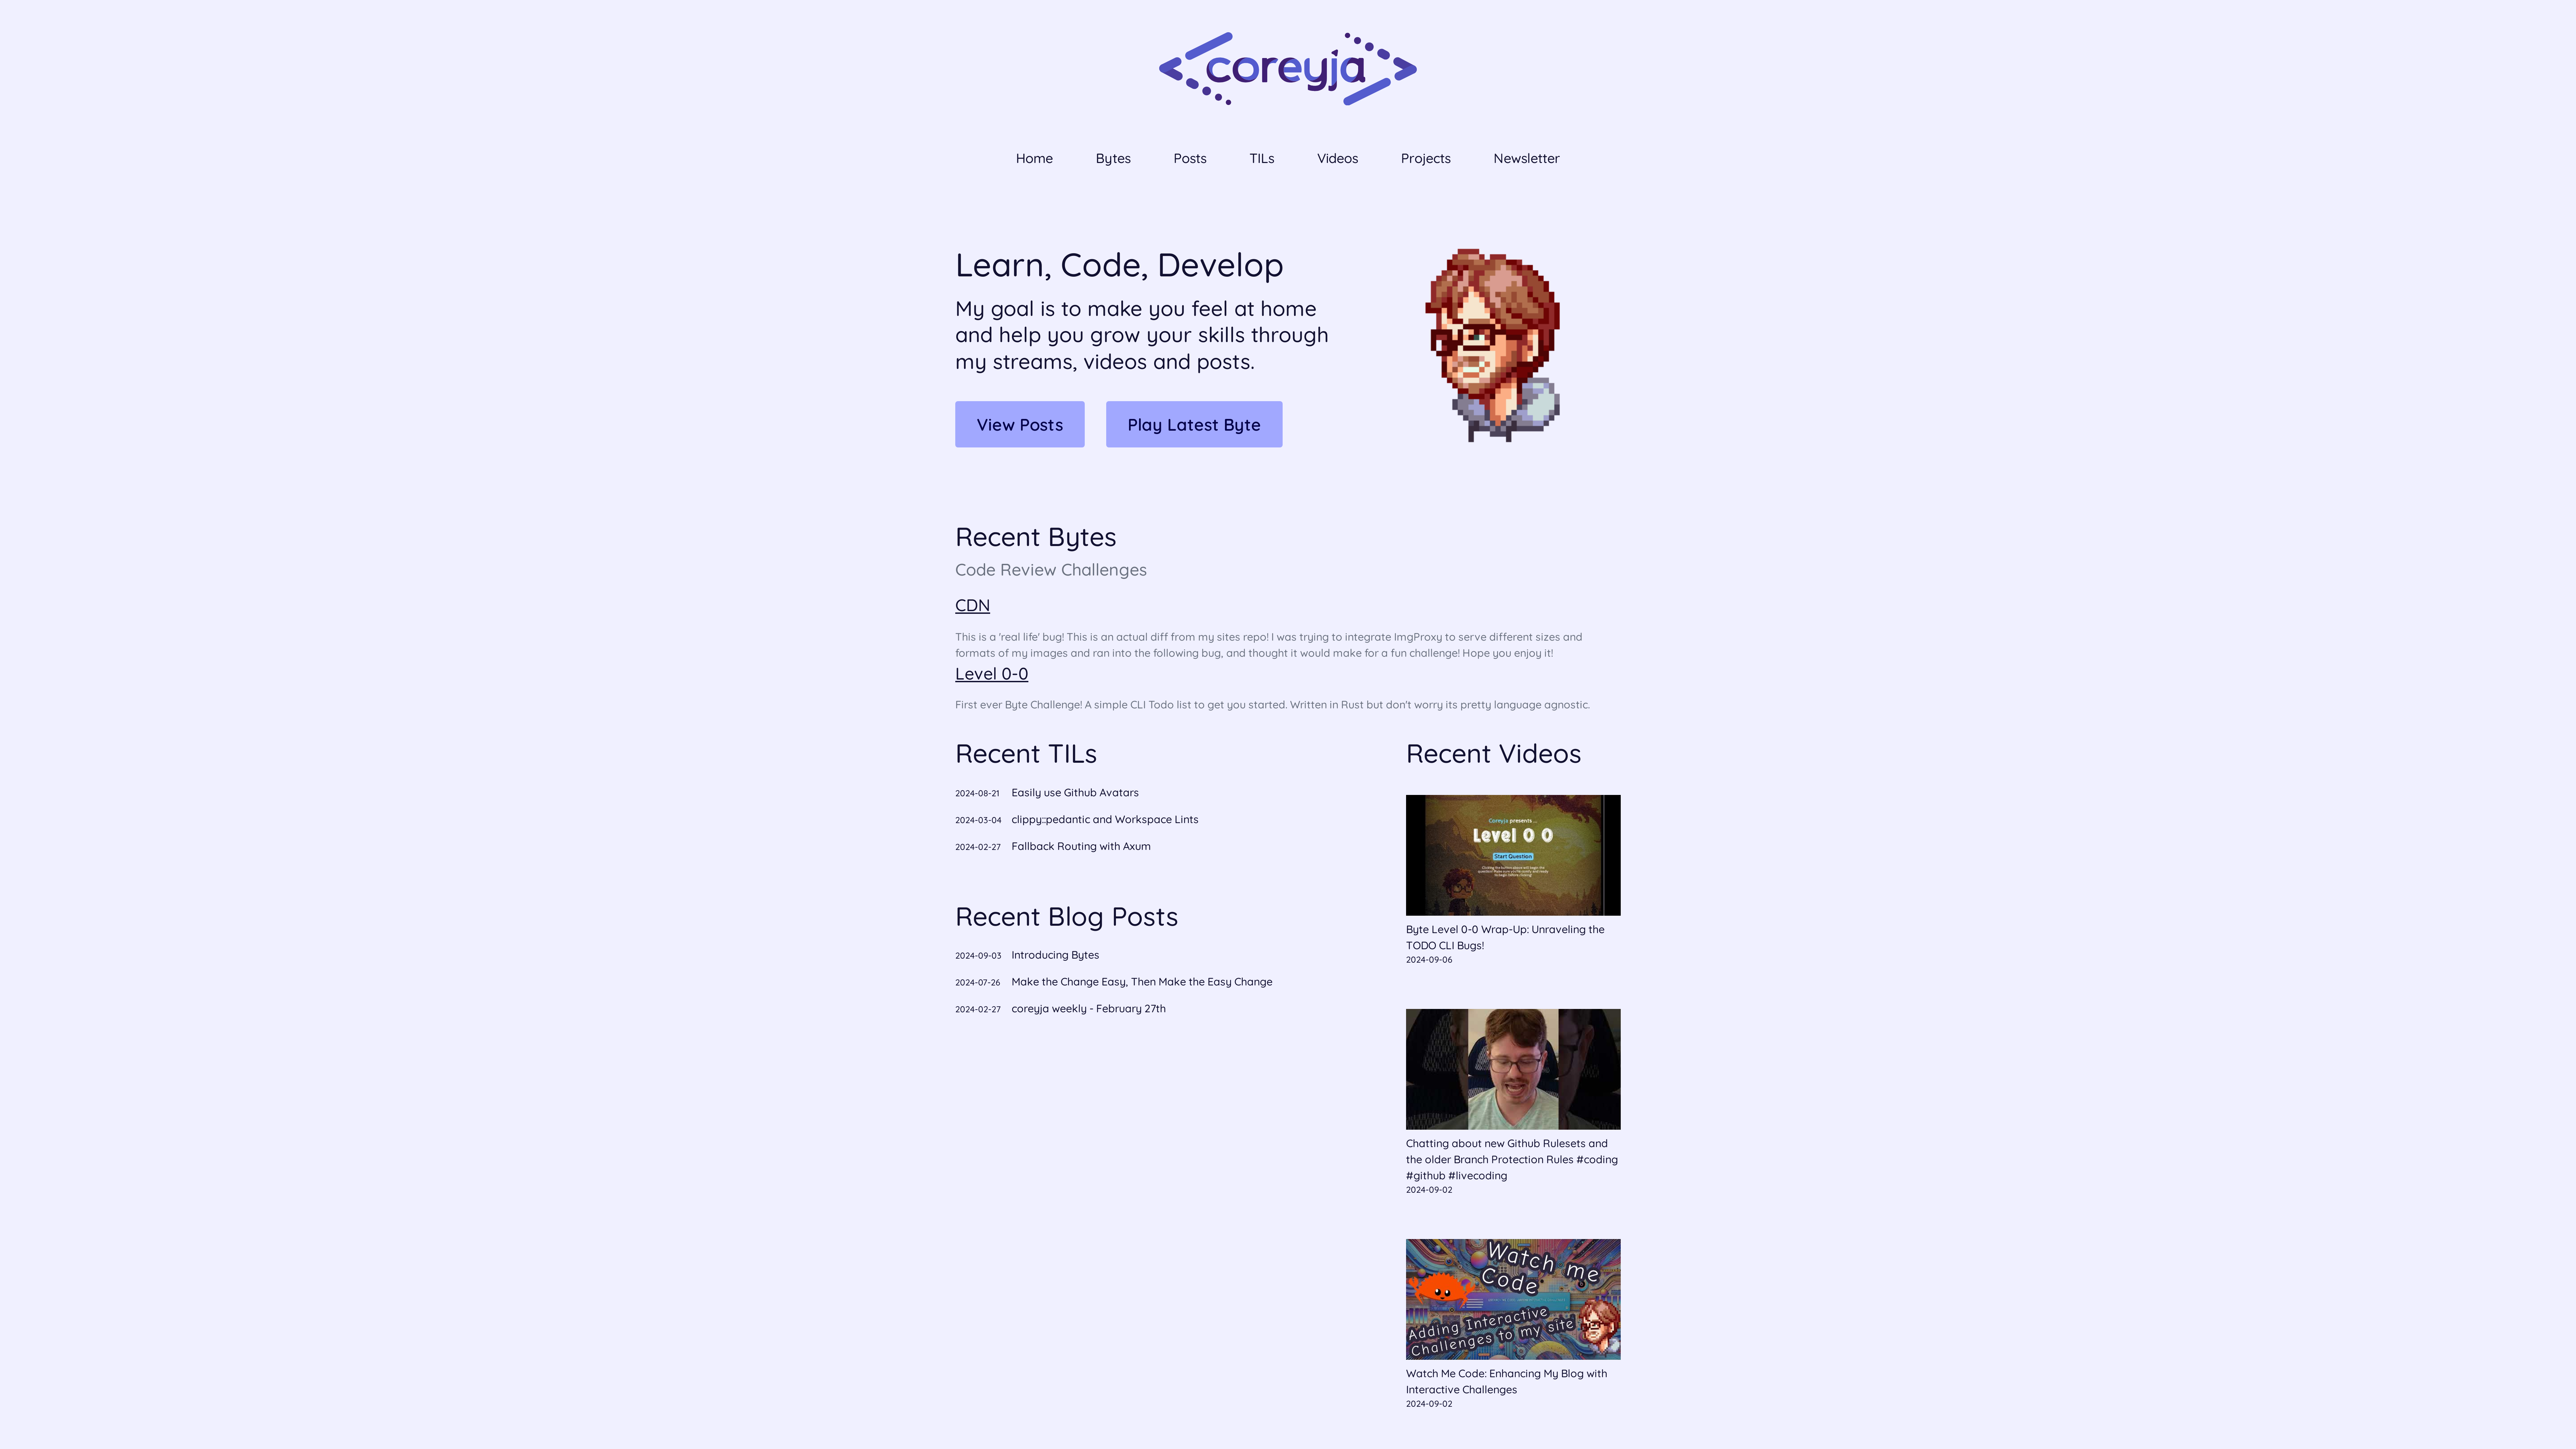 coreyja
Home Bytes Posts TILs Videos Projects Newsletter
Learn, Code, Develop
My goal is to make you feel at home
and help you grow your skills through
my streams, videos and posts.
View Posts Play Latest Byte
Recent Bytes
Code Review Challenges
CDN
This is a 'real life' bug! This is an actual diff from my sites repo! I was trying to integrate ImgProxy to serve different sizes and
formats of my images and ran into the following bug, and thought it would make for a fun challenge! Hope you enjoy it!
Level 0-0
First ever Byte Challenge! A simple CLI Todo list to get you started. Written in Rust but don't worry its pretty language agnostic.
Recent TILs
2024-08-21 Easily use Github Avatars
2024-03-04 clippy::pedantic and Workspace Lints
2024-02-27 Fallback Routing with Axum
Recent Blog Posts
2024-09-03 Introducing Bytes
2024-07-26 Make the Change Easy, Then Make the Easy Change
2024-02-27 coreyja weekly - February 27th
Recent Videos
Coreyja presents ...
Level 0 0
Start Question
Byte Level 0-0 Wrap-Up: Unraveling the
TODO CLI Bugs!
2024-09-06
Chatting about new Github Rulesets and
the older Branch Protection Rules #coding
#github #livecoding
2024-09-02
Watch me
Code
Adding Interactive
Challenges to my site
Watch Me Code: Enhancing My Blog with
Interactive Challenges
2024-09-02